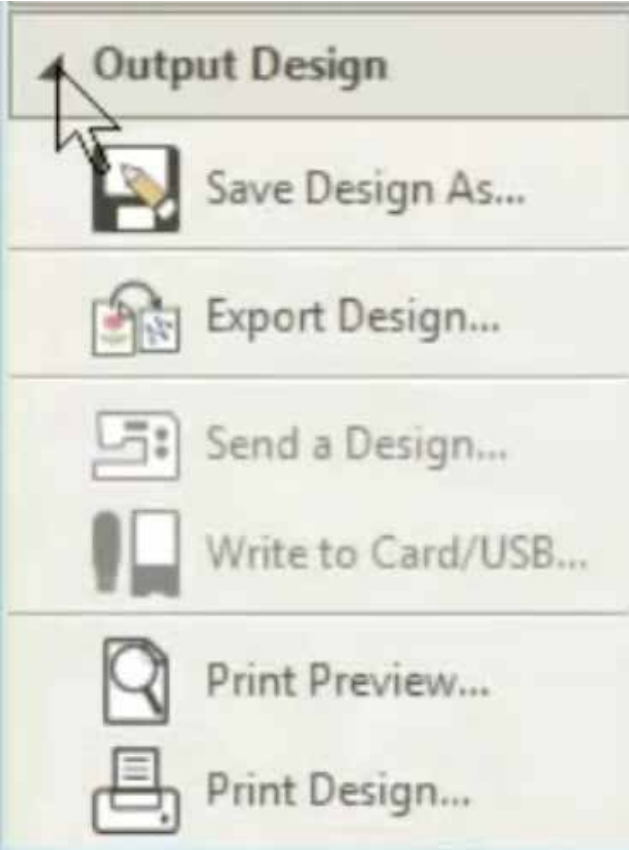 Output Design
Save Design As...
Export Design...
Send a Design...
Write to Card/USB...
Print Preview...
Print Design...